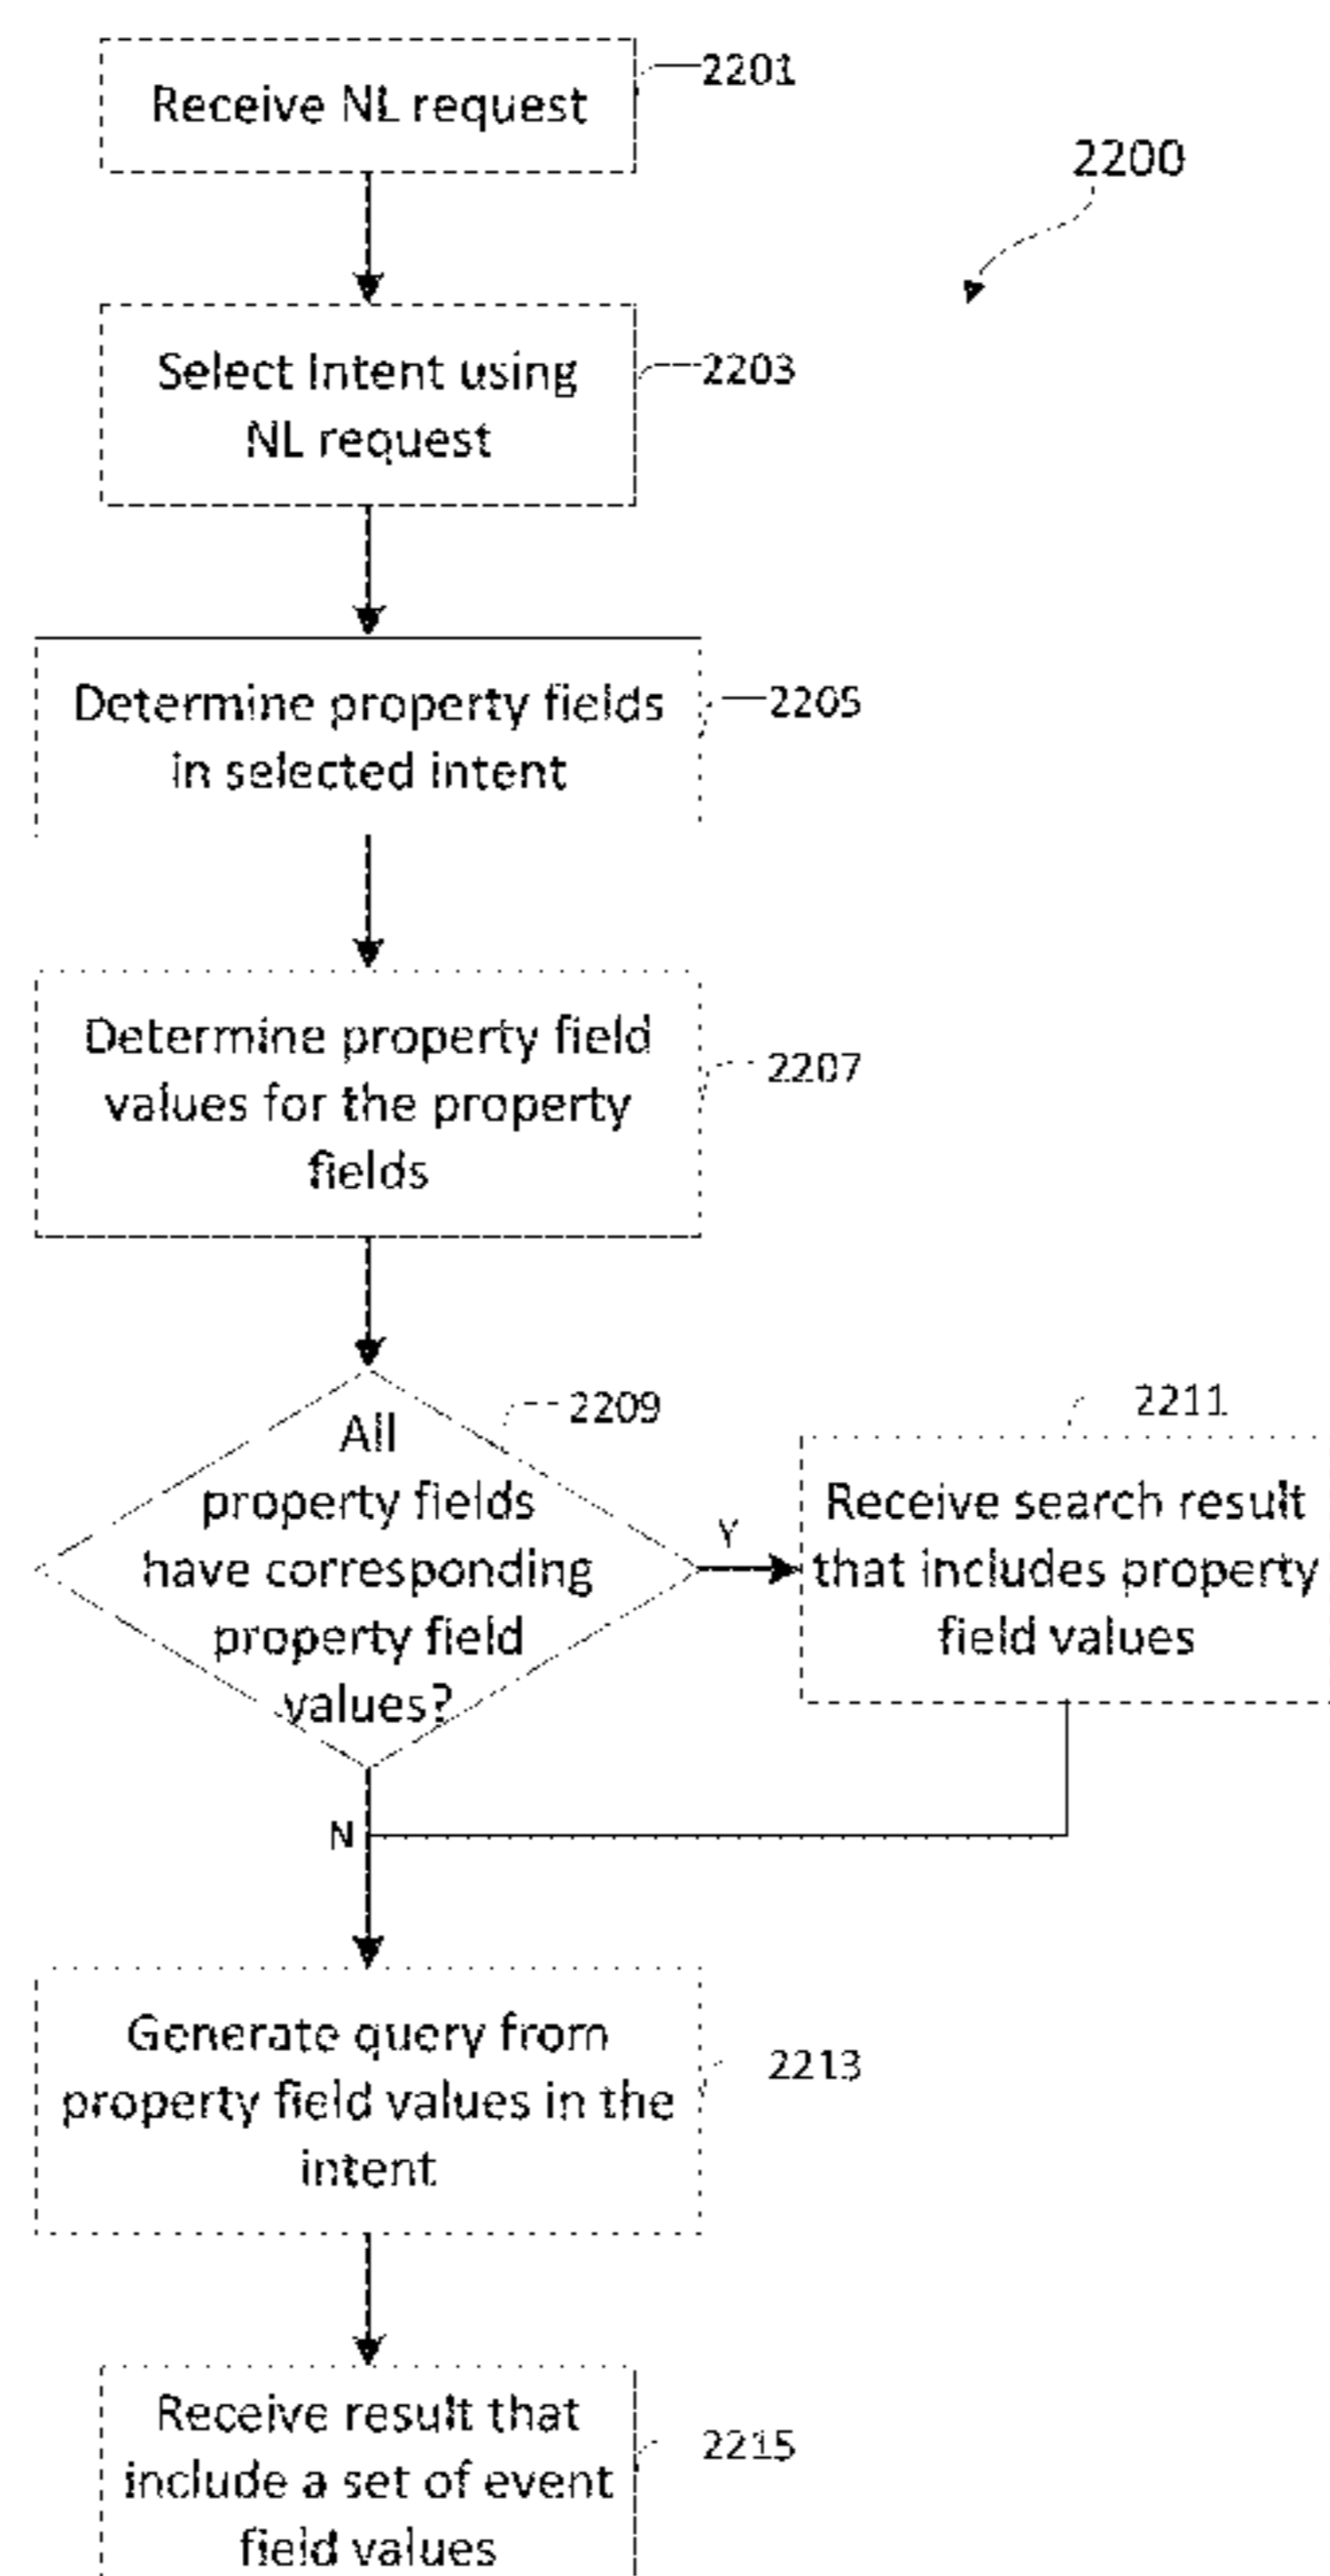 Receive NL request
2201
2200
Select Intent using
NL request
2203
Determine property fields
in selected intent
2205
Determine property field
values for the property
fields
2207
All
property fields
have corresponding
property field
values?
2209
Y
2211
Receive search result
that includes property
field values
N
Generate query from
property field values in the
intent
2213
Receive result that
include a set of event
field values
2215